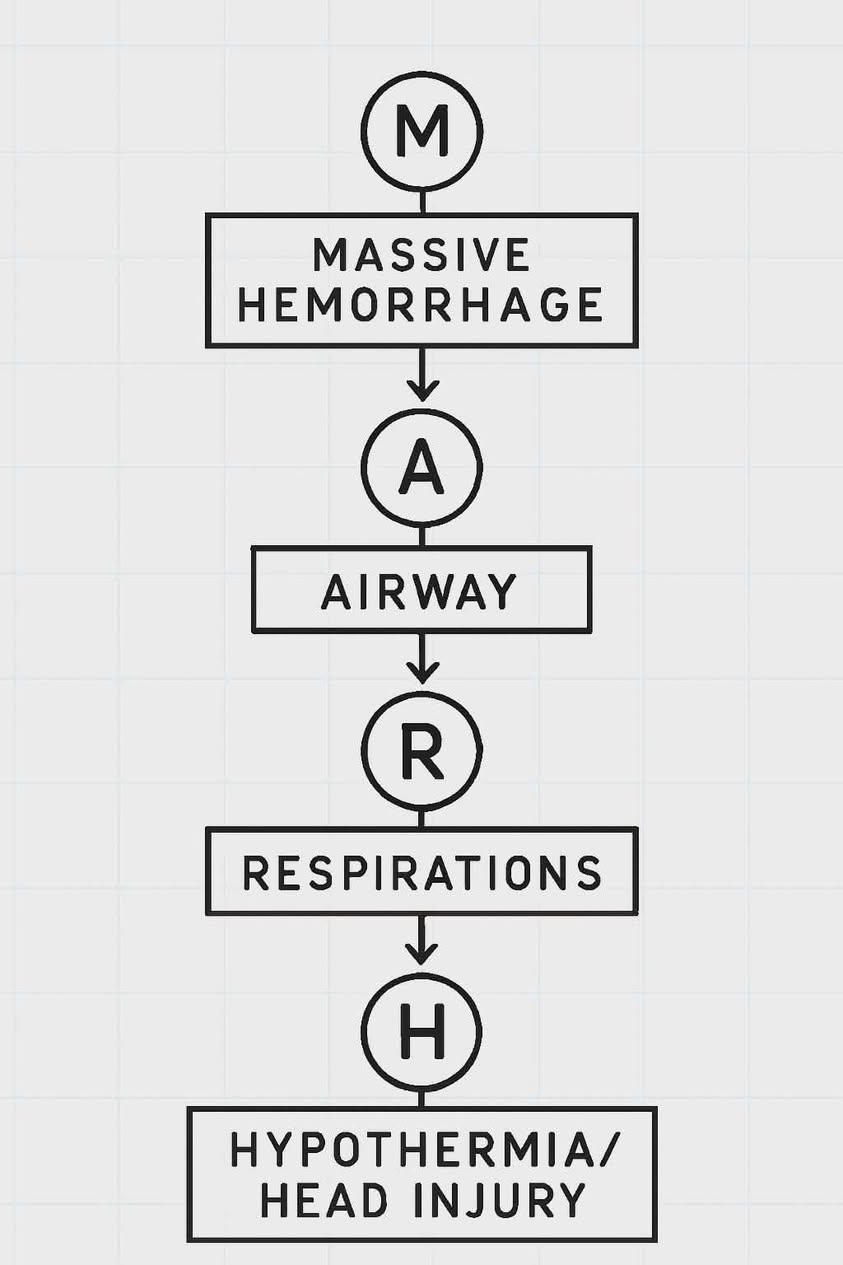 M
MASSIVE
HEMORRHAGE
A
AIRWAY
R
RESPIRATIONS
H
HYPOTHERMIA/
HEAD INJURY